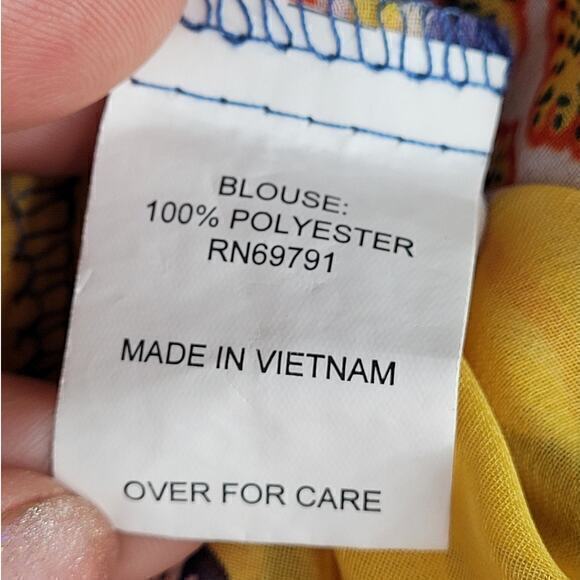 BLOUSE:
100% POLYESTER
RN69791
MADE IN VIETNAM
OVER FOR CARE